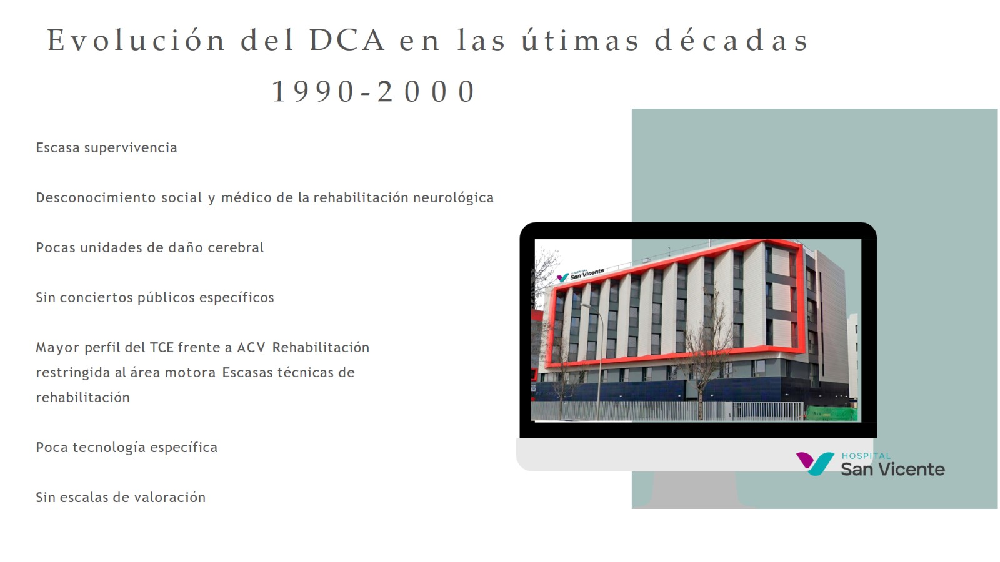 Evolución del DCA en las útimas décadas
1990-2000
Escasa supervivencia
Desconocimiento social y médico de la rehabilitación neurológica
Pocas unidades de daño cerebral
Sin conciertos públicos específicos
Mayor perfil del TCE frente a ACV Rehabilitación
restringida al área motora Escasas técnicas de
rehabilitación
Poca tecnología específica
Sin escalas de valoración
HOSPITAL
San Vicente
HOSPITAL
San Vicente